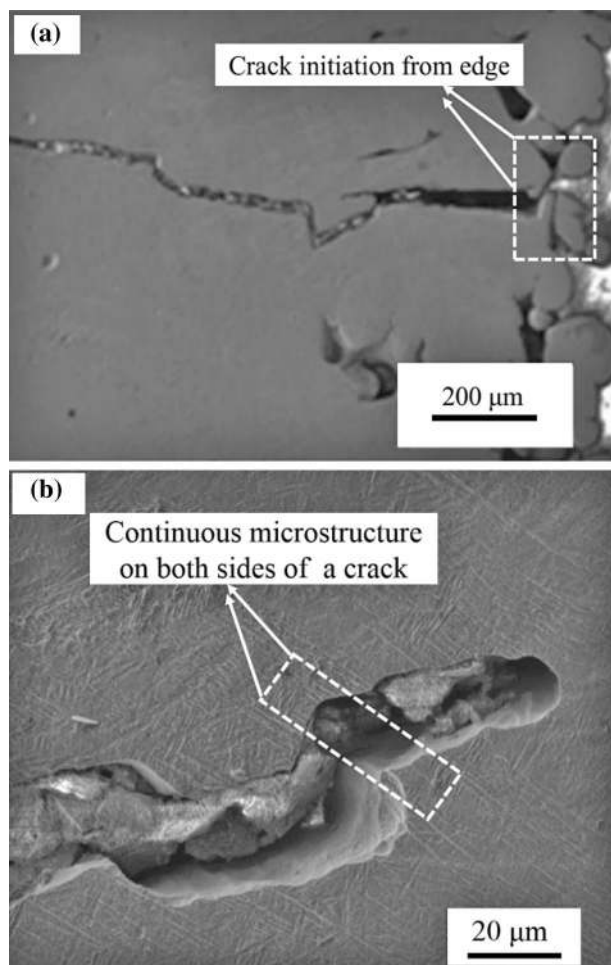 (a)
Crack initiation from edge
200 μm
(b)
Continuous microstructure
on both sides of a crack
20 μm